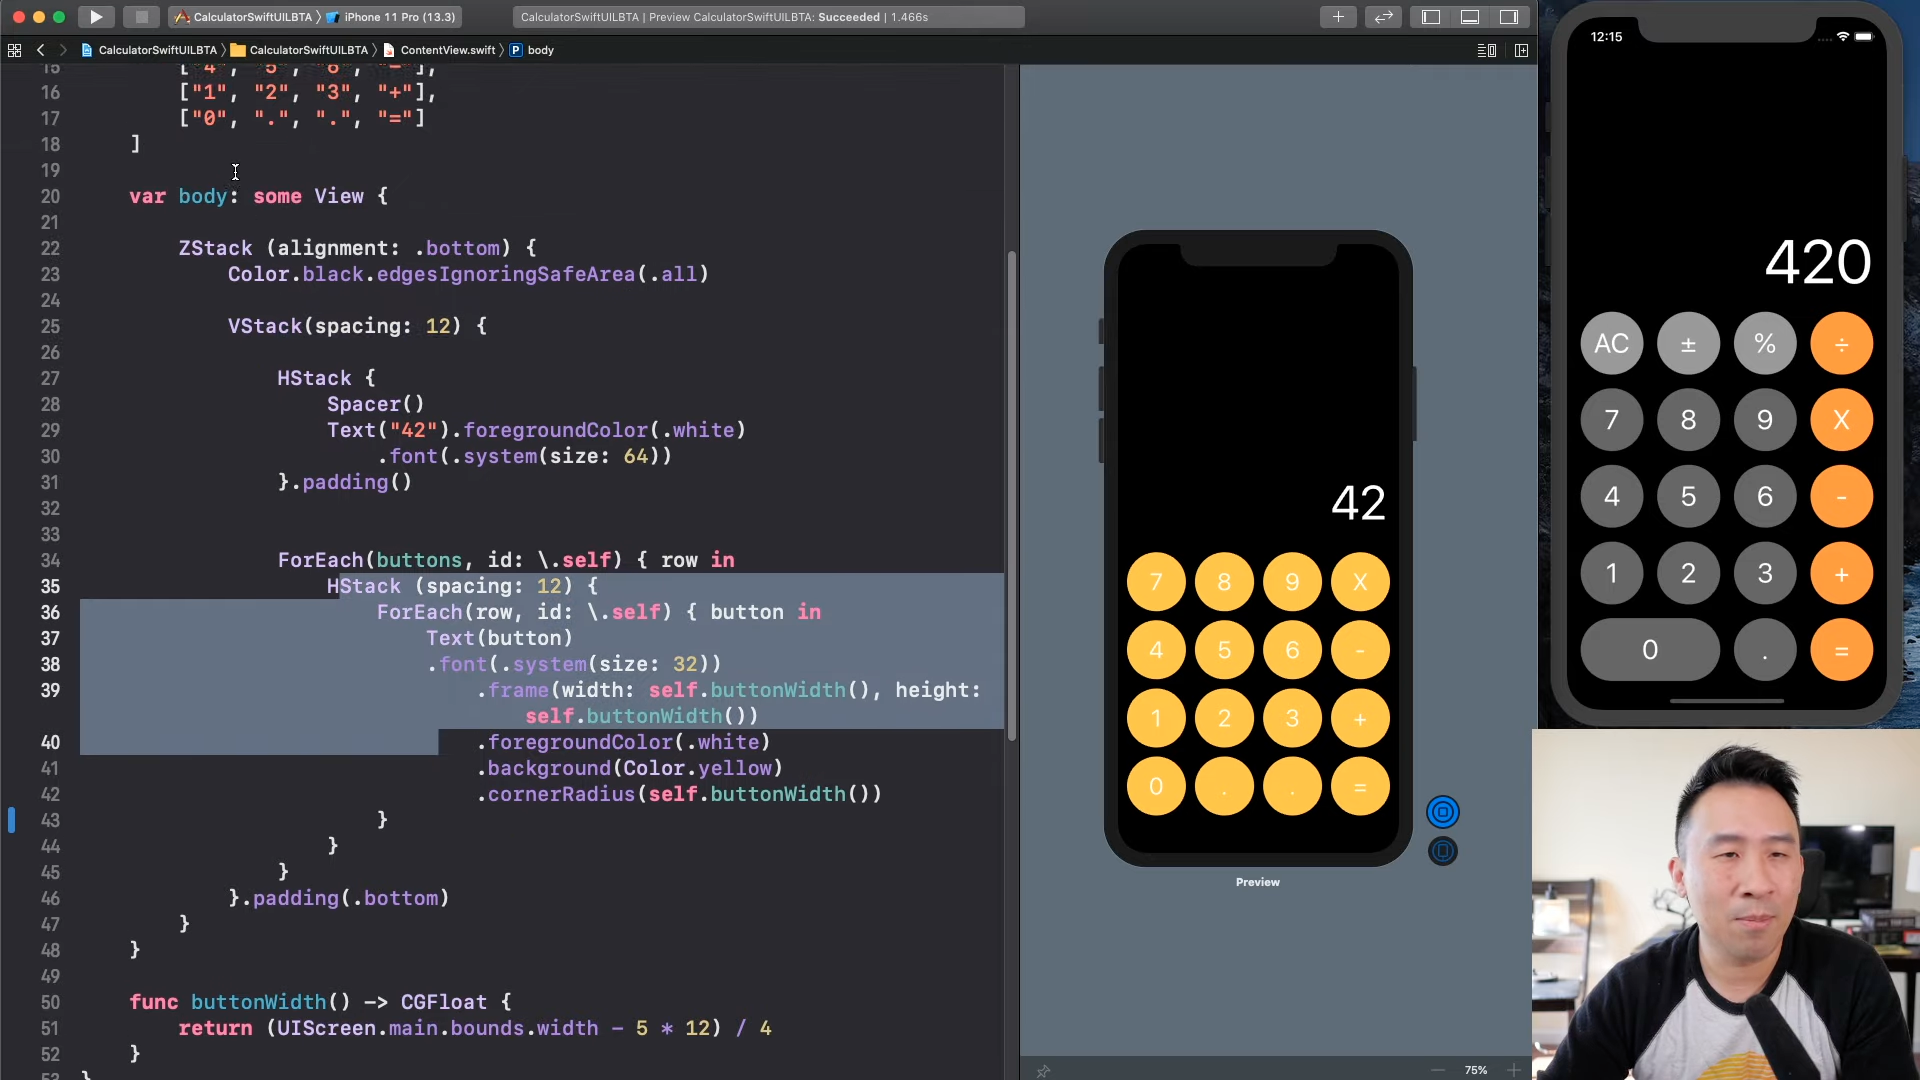 CalculatorSwiftUILBTA 〉 iPhone 11 Pro (13.3)
CalculatorSwiftUILBTA | Preview CalculatorSwiftUILBTA: Succeeded | 1.466s
CalculatorSwiftUILBTA 〉 CalculatorSwiftUILBTA 〉 ContentView.swift 〉 P body
15 ["4", "5", "6", "-"],
16 ["1", "2", "3", "+"],
17 ["0", ".", ".", "="]
18 ]
19
20 var body: some View {
21
22 ZStack (alignment: .bottom) {
23 Color.black.edgesIgnoringSafeArea(.all)
24
25 VStack(spacing: 12) {
26
27 HStack {
28 Spacer()
29 Text("42").foregroundColor(.white)
30 .font(.system(size: 64))
31 }.padding()
32
33
34 ForEach(buttons, id: \.self) { row in
35 HStack (spacing: 12) {
36 ForEach(row, id: \.self) { button in
37 Text(button)
38 .font(.system(size: 32))
39 .frame(width: self.buttonWidth(), height:
self.buttonWidth())
40 .foregroundColor(.white)
41 .background(Color.yellow)
42 .cornerRadius(self.buttonWidth())
43 }
44 }
45 }
46 }.padding(.bottom)
47 }
48 }
49
50 func buttonWidth() -> CGFloat {
51 return (UIScreen.main.bounds.width - 5 * 12) / 4
52 }
53 }
42
7 8 9 X
4 5 6 -
1 2 3 +
0 . . =
Preview
75%
12:15
420
AC ± % ÷
7 8 9 X
4 5 6 -
1 2 3 +
0 . =